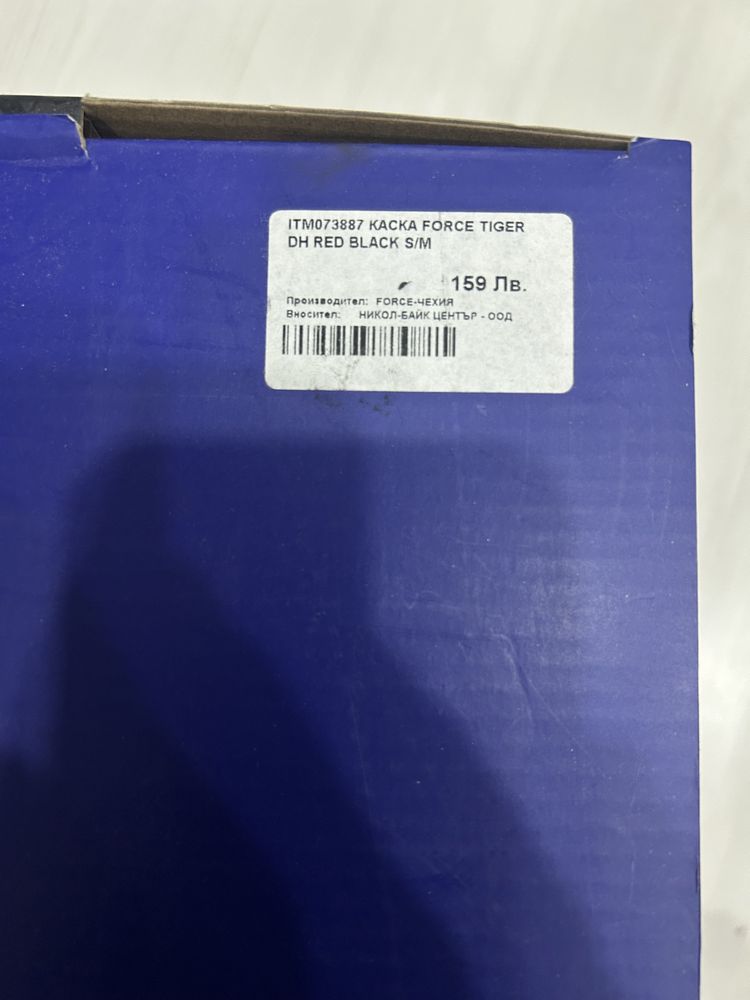 ITM073887 КАСКА FORCE TIGER
DH RED BLACK S/M
159 Лв.
Производител: FORCE-ЧЕХИЯ
Вносител: НИКОЛ-БАЙК ЦЕНТЪР - ООД